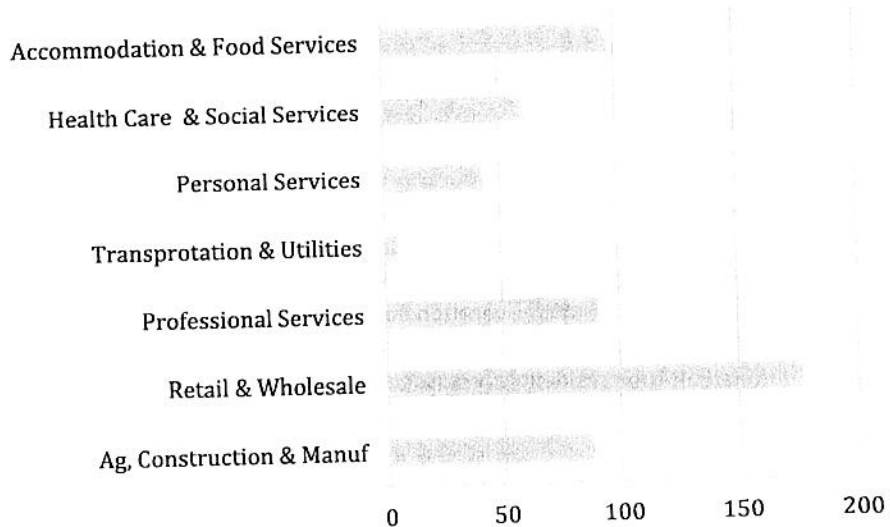 Accommodation & Food Services
Health Care & Social Services
Personal Services
Transprotation & Utilities
Professional Services
Retail & Wholesale
Ag, Construction & Manuf
0 50 100 150 200